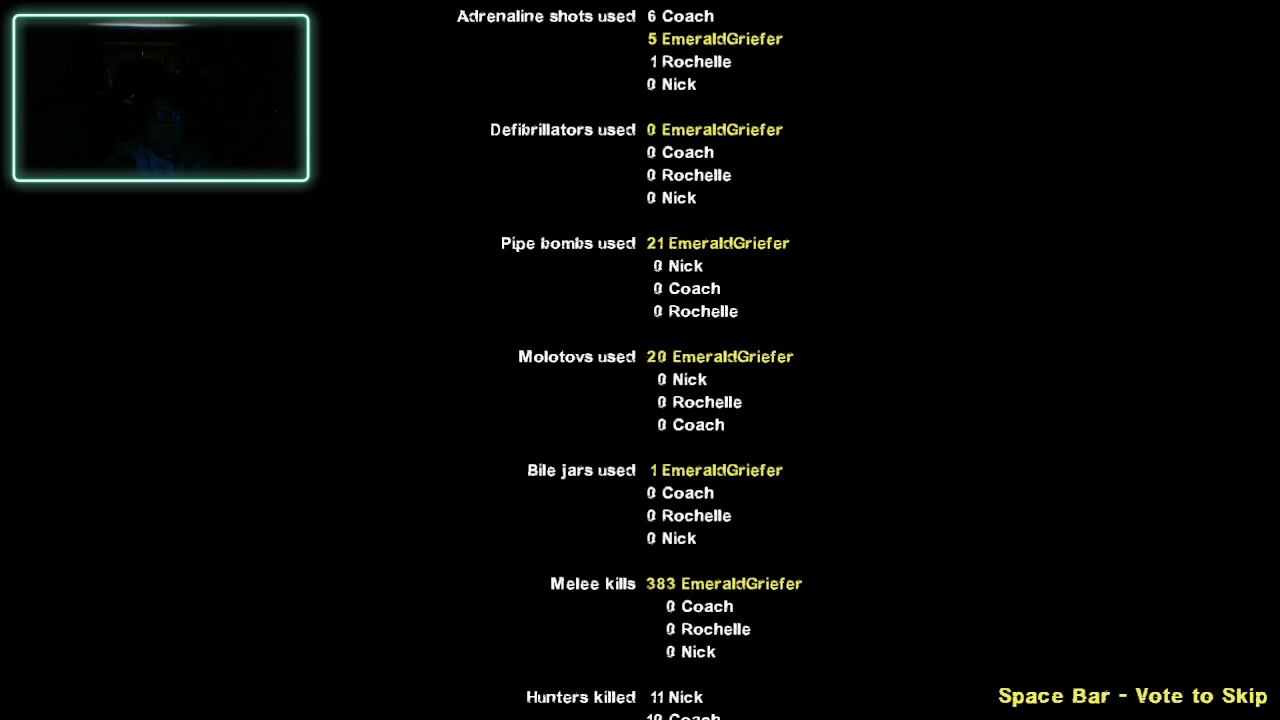 Adrenaline shots used 6 Coach
5 EmeraldGriefer
1 Rochelle
0 Nick
Defibrillators used 0 EmeraldGriefer
0 Coach
0 Rochelle
0 Nick
Pipe bombs used 21 EmeraldGriefer
0 Nick
0 Coach
0 Rochelle
Molotovs used 20 EmeraldGriefer
0 Nick
0 Rochelle
0 Coach
Bile jars used 1 EmeraldGriefer
0 Coach
0 Rochelle
0 Nick
Melee kills 383 EmeraldGriefer
0 Coach
0 Rochelle
0 Nick
Hunters killed 11 Nick
Space Bar - Vote to Skip
10 Coach